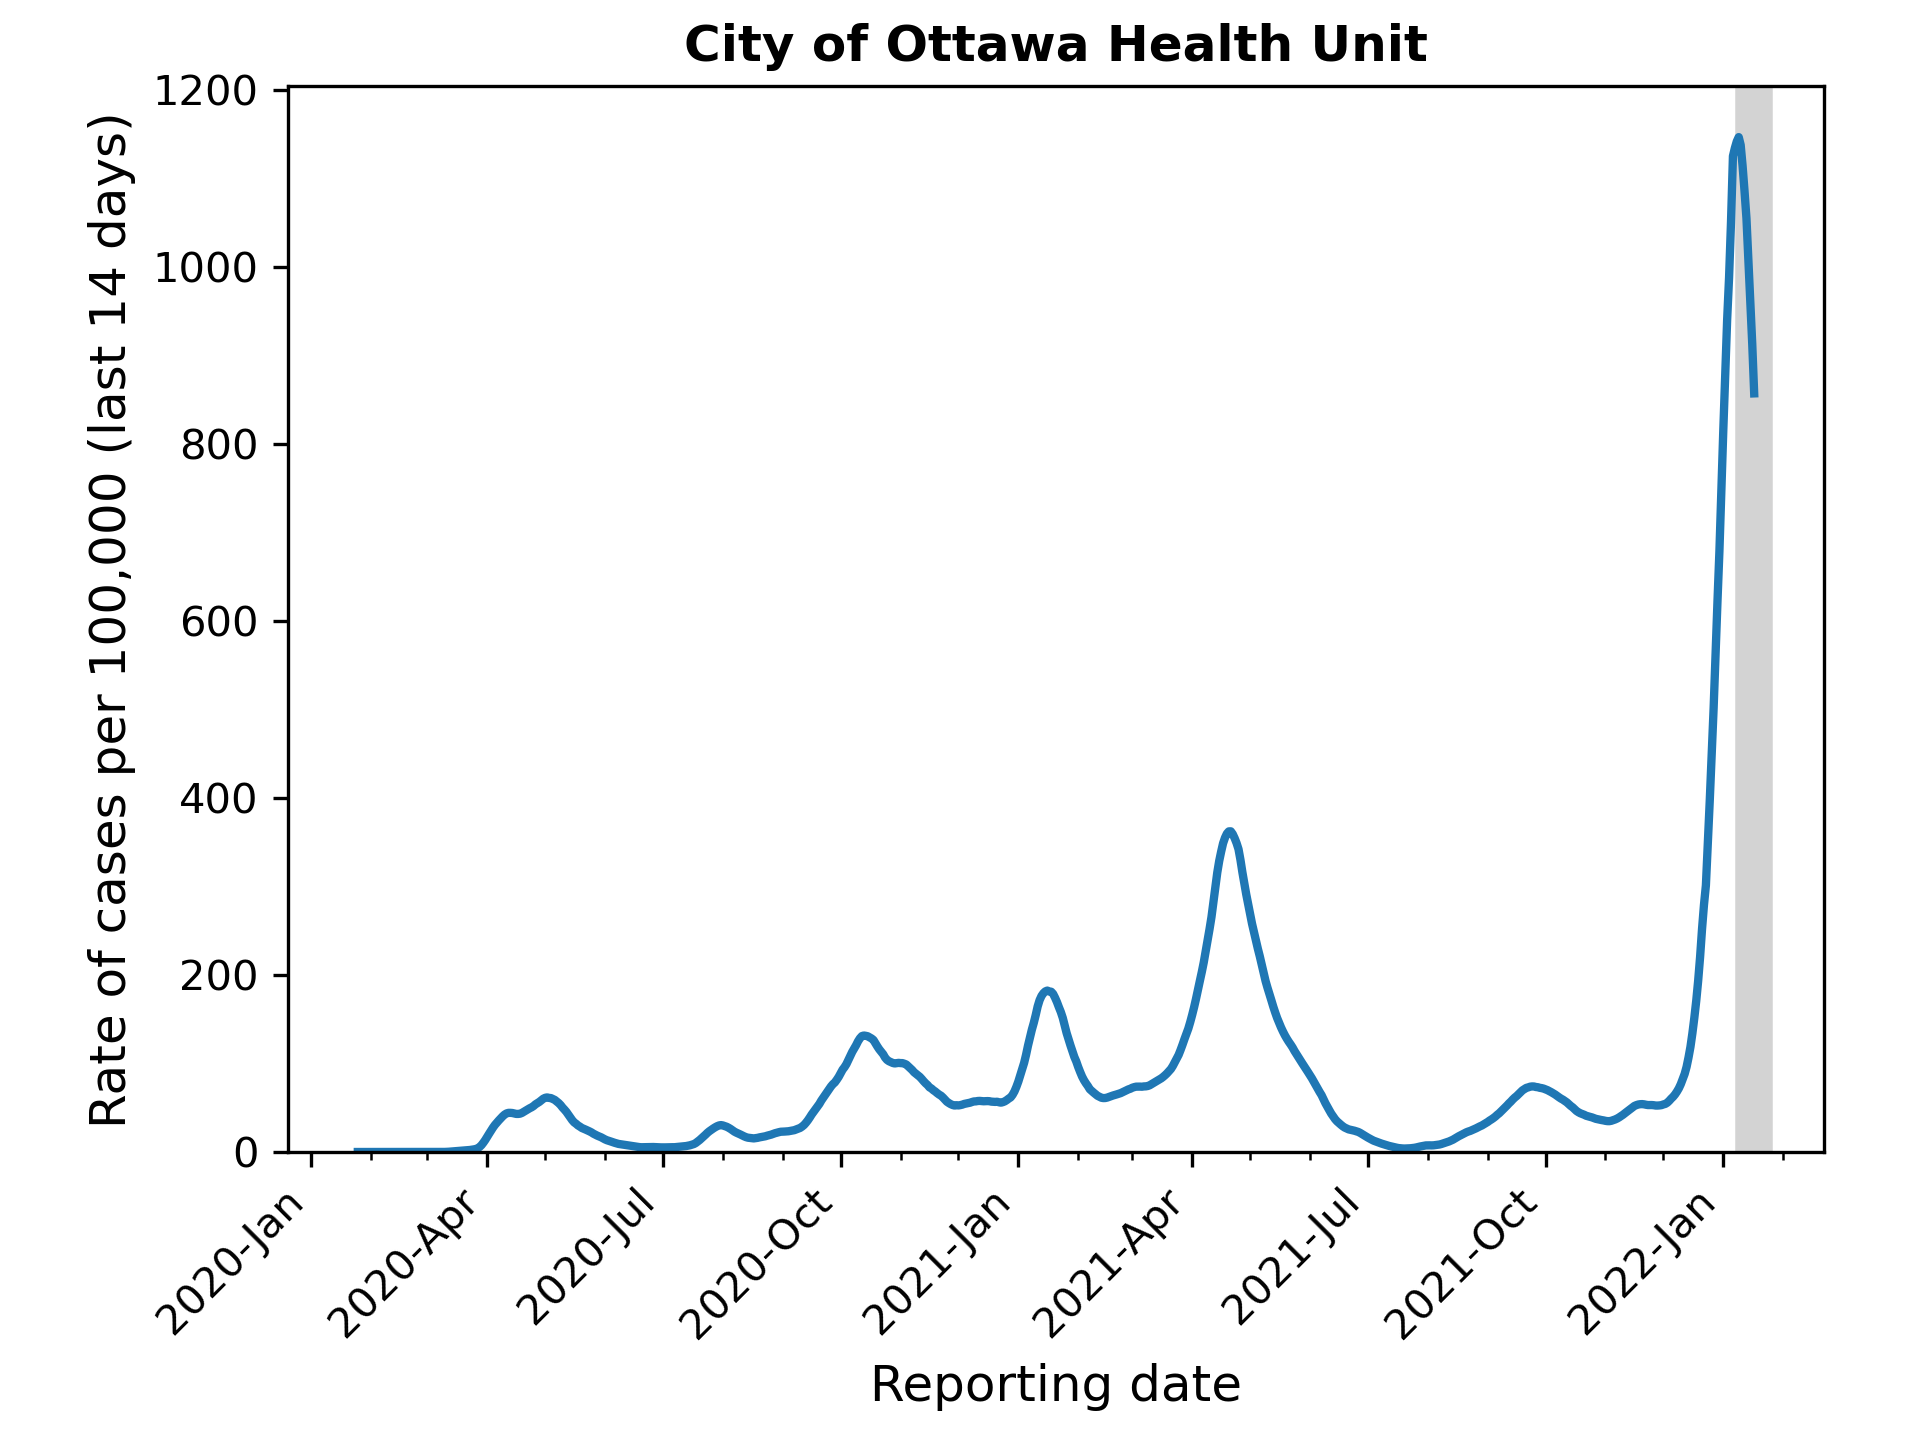 City of Ottawa Health Unit
Rate of cases per 100,000 (last 14 days)
1200
1000
800
600
400
200
0
2020-Jan
2020-Apr
2020-Jul
2020-Oct
2021-Jan
2021-Apr
2021-Jul
2021-Oct
2022-Jan
Reporting date